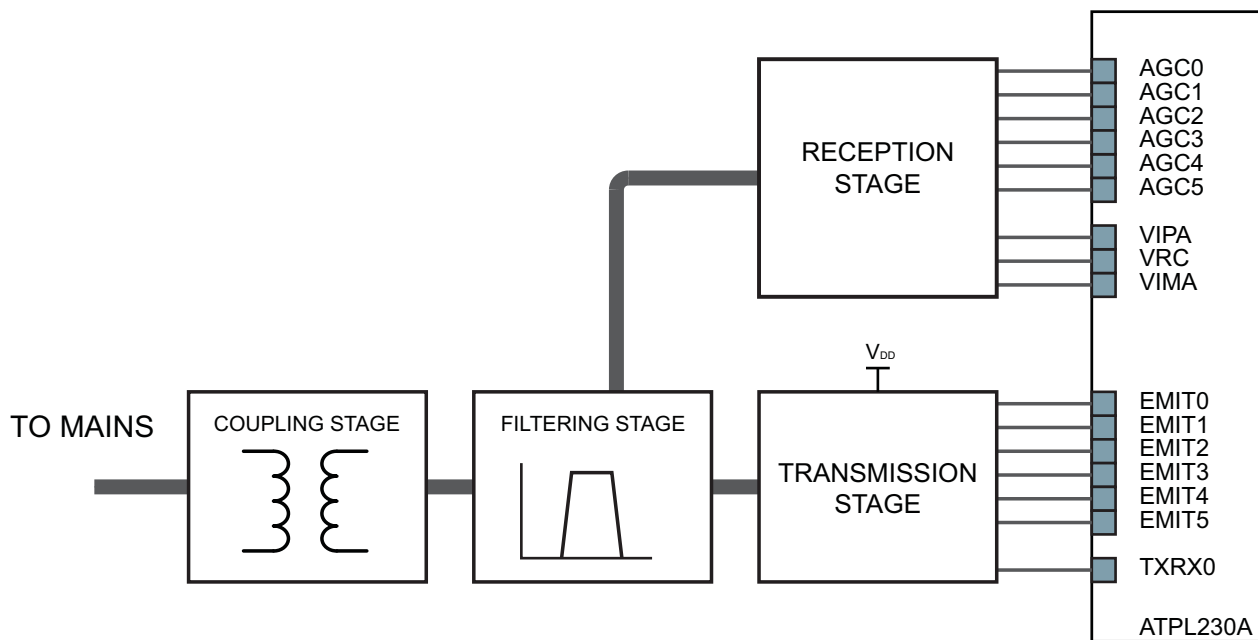 AGC0
AGC1
AGC2
AGC3
AGC4
AGC5
RECEPTION
STAGE
VIPA
VRC
VIMA
VDD
TO MAINS
COUPLING STAGE
FILTERING STAGE
TRANSMISSION
STAGE
EMIT0
EMIT1
EMIT2
EMIT3
EMIT4
EMIT5
TXRX0
ATPL230A